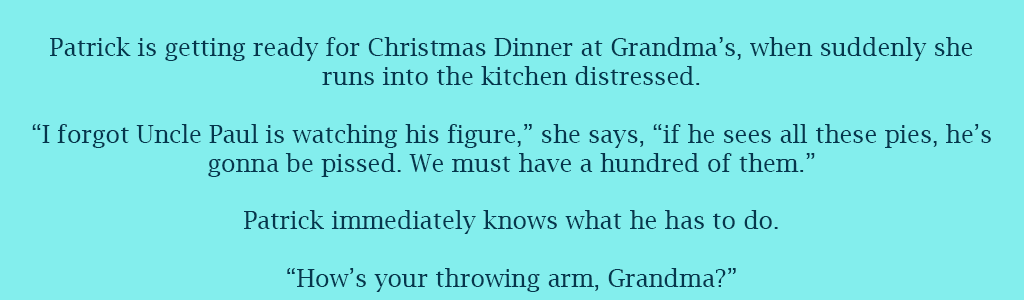 Patrick is getting ready for Christmas Dinner at Grandma’s, when suddenly she
runs into the kitchen distressed.
“I forgot Uncle Paul is watching his figure,” she says, “if he sees all these pies, he’s
gonna be pissed. We must have a hundred of them.”
Patrick immediately knows what he has to do.
“How’s your throwing arm, Grandma?”